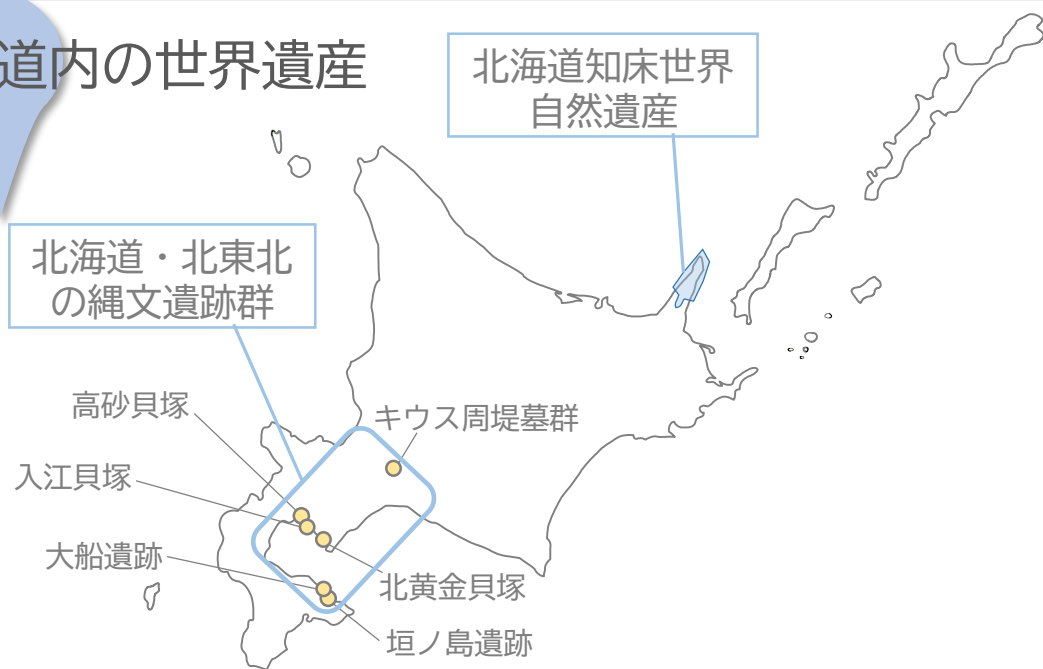 道内の世界遺産
北海道知床世界
自然遺産
北海道・北東北
の縄文遺跡群
高砂貝塚
キウス周堤墓群
入江貝塚
大船遺跡
北黄金貝塚
垣ノ島遺跡